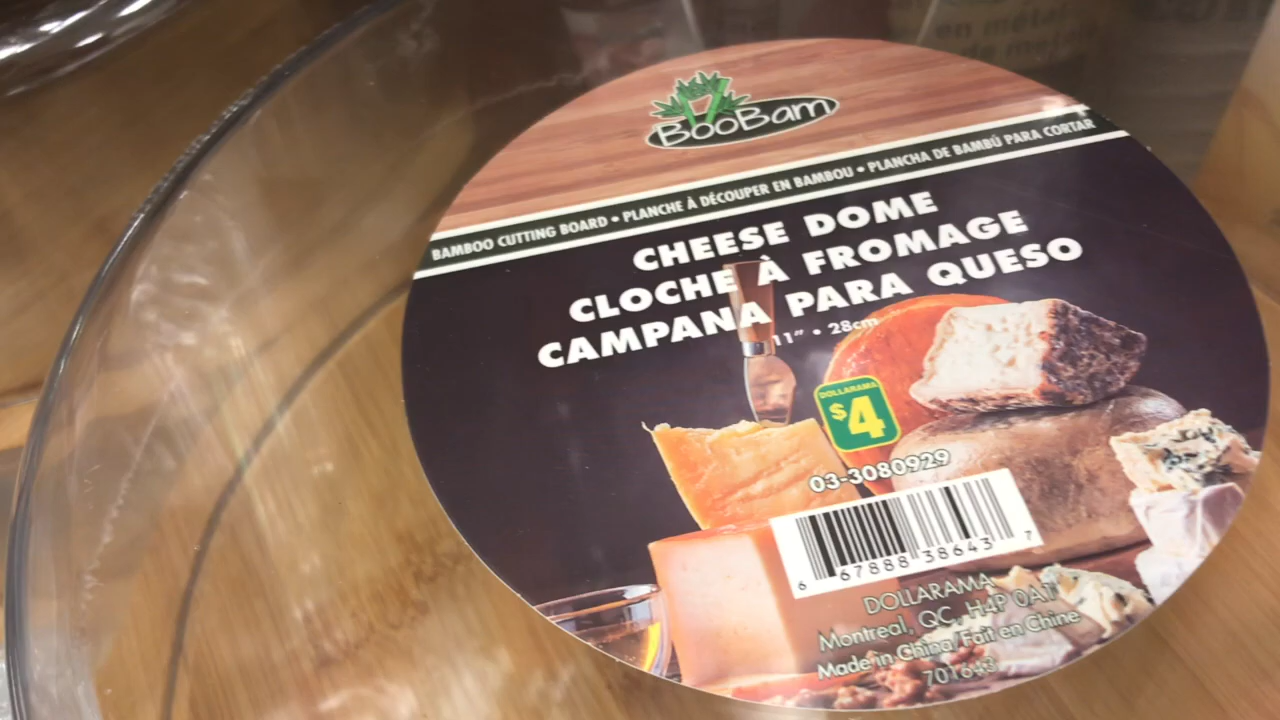 en métal
BooBam
BAMBOO CUTTING BOARD • PLANCHE À DÉCOUPER EN BAMBOU • PLANCHA DE BAMBÚ PARA CORTAR
CHEESE DOME
CLOCHE À FROMAGE
CAMPANA PARA QUESO
11" • 28cm
DOLLARAMA
$4
03-3080929
6 67888 38643 7
DOLLARAMA
Montreal, QC, H4P 0A1
Made in China/Fait en Chine
701643